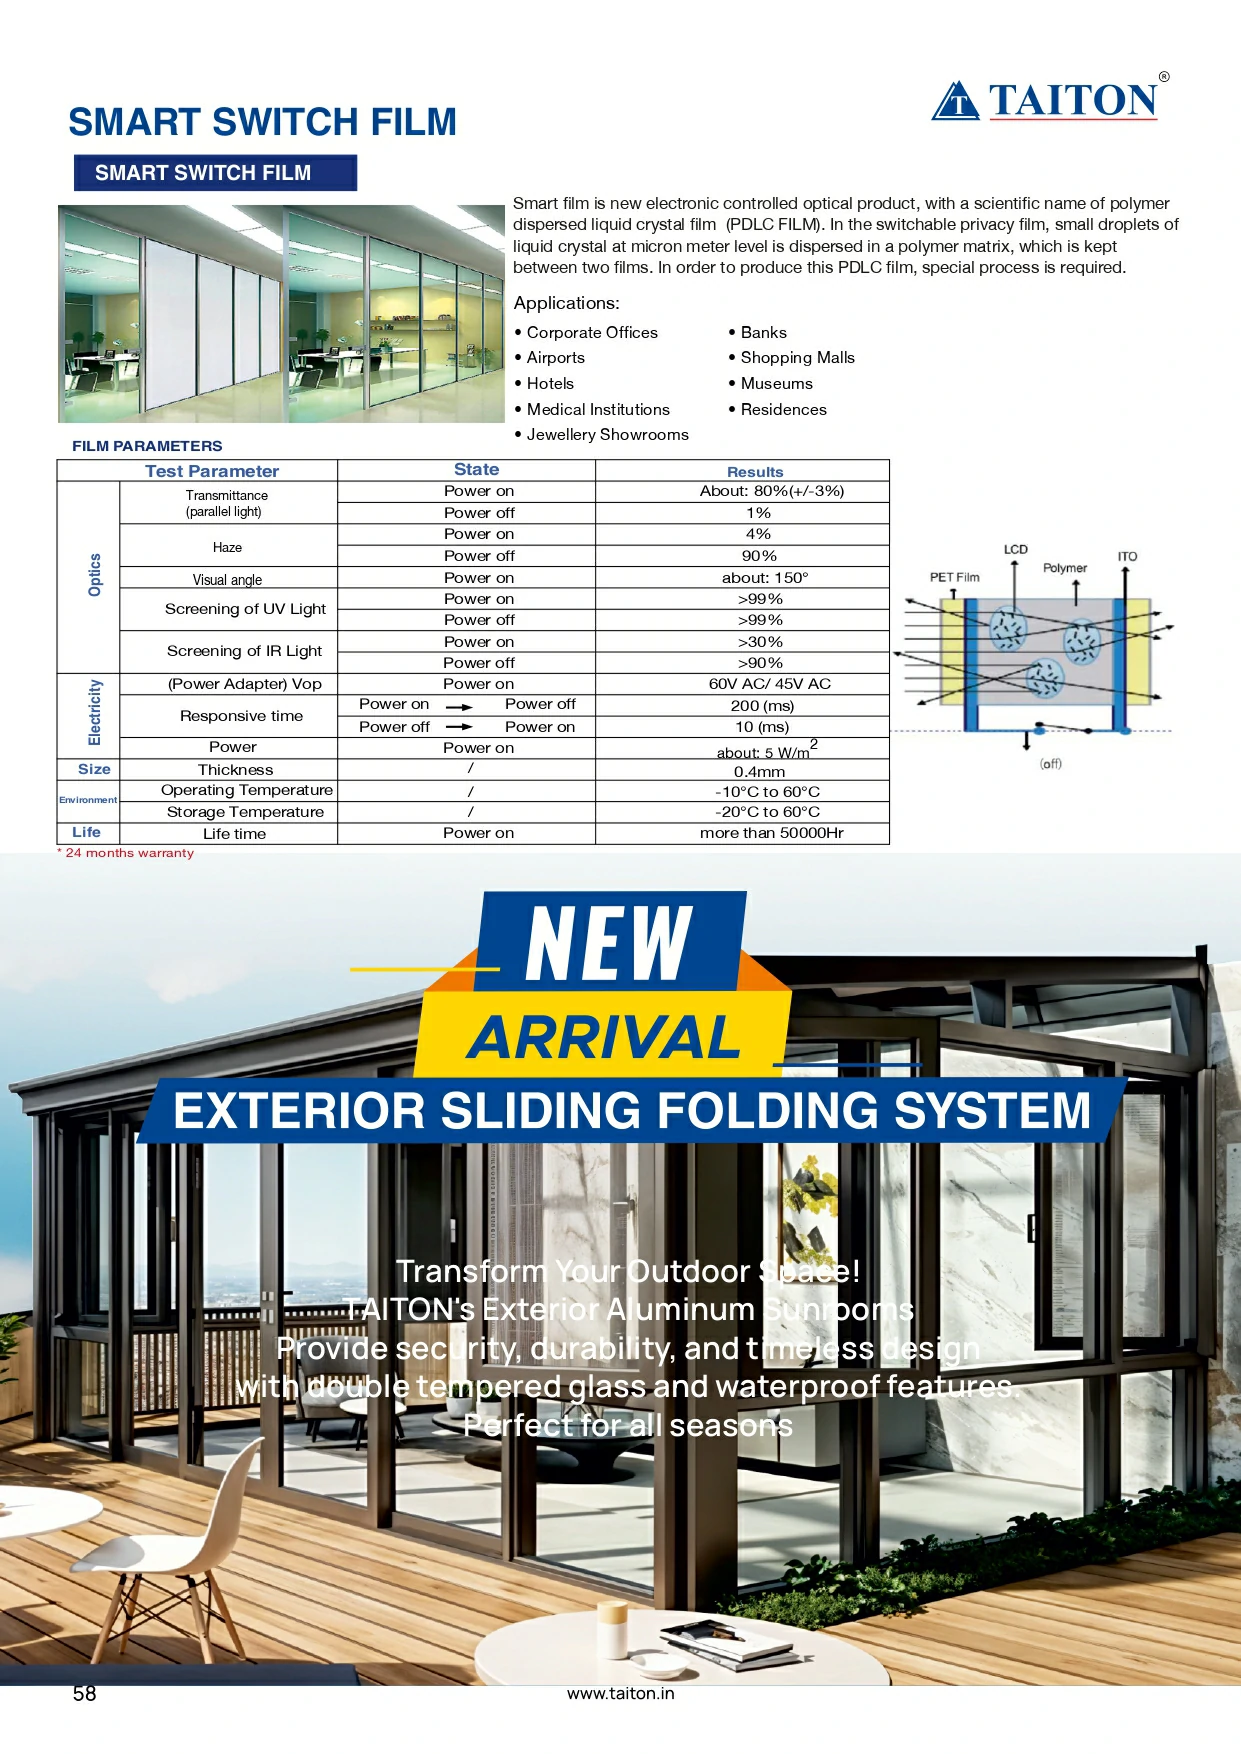 SMART SWITCH FILM
TAITON®
SMART SWITCH FILM
Smart film is new electronic controlled optical product, with a scientific name of polymer
dispersed liquid crystal film (PDLC FILM). In the switchable privacy film, small droplets of
liquid crystal at micron meter level is dispersed in a polymer matrix, which is kept
between two films. In order to produce this PDLC film, special process is required.
Applications:
• Corporate Offices
• Airports
• Hotels
• Medical Institutions
• Jewellery Showrooms
• Banks
• Shopping Malls
• Museums
• Residences
FILM PARAMETERS
Test Parameter State Results
Optics
Transmittance
(parallel light)
Power on About: 80%(+/-3%)
Power off 1%
Haze
Power on 4%
Power off 90%
Visual angle Power on about: 150°
Screening of UV Light
Power on >99%
Power off >99%
Screening of IR Light
Power on >30%
Power off >90%
Electricity
(Power Adapter) Vop Power on 60V AC/ 45V AC
Responsive time
Power on → Power off 200 (ms)
Power off → Power on 10 (ms)
Power Power on about: 5 W/m2
Size Thickness / 0.4mm
Environment
Operating Temperature / -10°C to 60°C
Storage Temperature / -20°C to 60°C
Life Life time Power on more than 50000Hr
* 24 months warranty
LCD
ITO
Polymer
PET Film
(off)
NEW
ARRIVAL
EXTERIOR SLIDING FOLDING SYSTEM
Transform Your Outdoor Space!
TAITON's Exterior Aluminum Sunrooms
Provide security, durability, and timeless design
with double tempered glass and waterproof features.
Perfect for all seasons
58
www.taiton.in